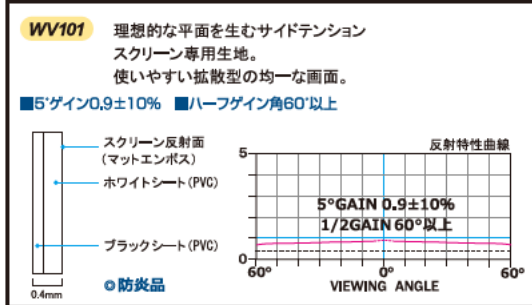 WV101
理想的な平面を生むサイドテンション
スクリーン専用生地。
使いやすい拡散型の均一な画面。
■5°ゲイン0.9±10% ■ハーフゲイン角60°以上
スクリーン反射面
(マットエンボス)
ホワイトシート(PVC)
ブラックシート(PVC)
0.4mm
◎防炎品
反射特性曲線
5
5°GAIN 0.9±10%
1/2GAIN 60°以上
0
60° 0° 60°
VIEWING ANGLE